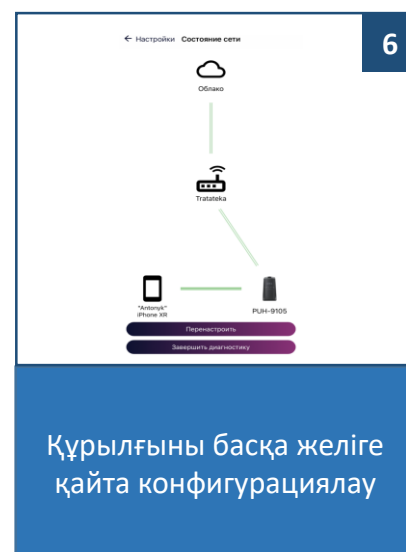 ← Настройки Состояние сети
6
Облако
Tratateka
"Antonyk"
iPhone XR
PUH-9105
Перенастроить
Завершить диагностику
Құрылғыны басқа желіге
қайта конфигурациялау